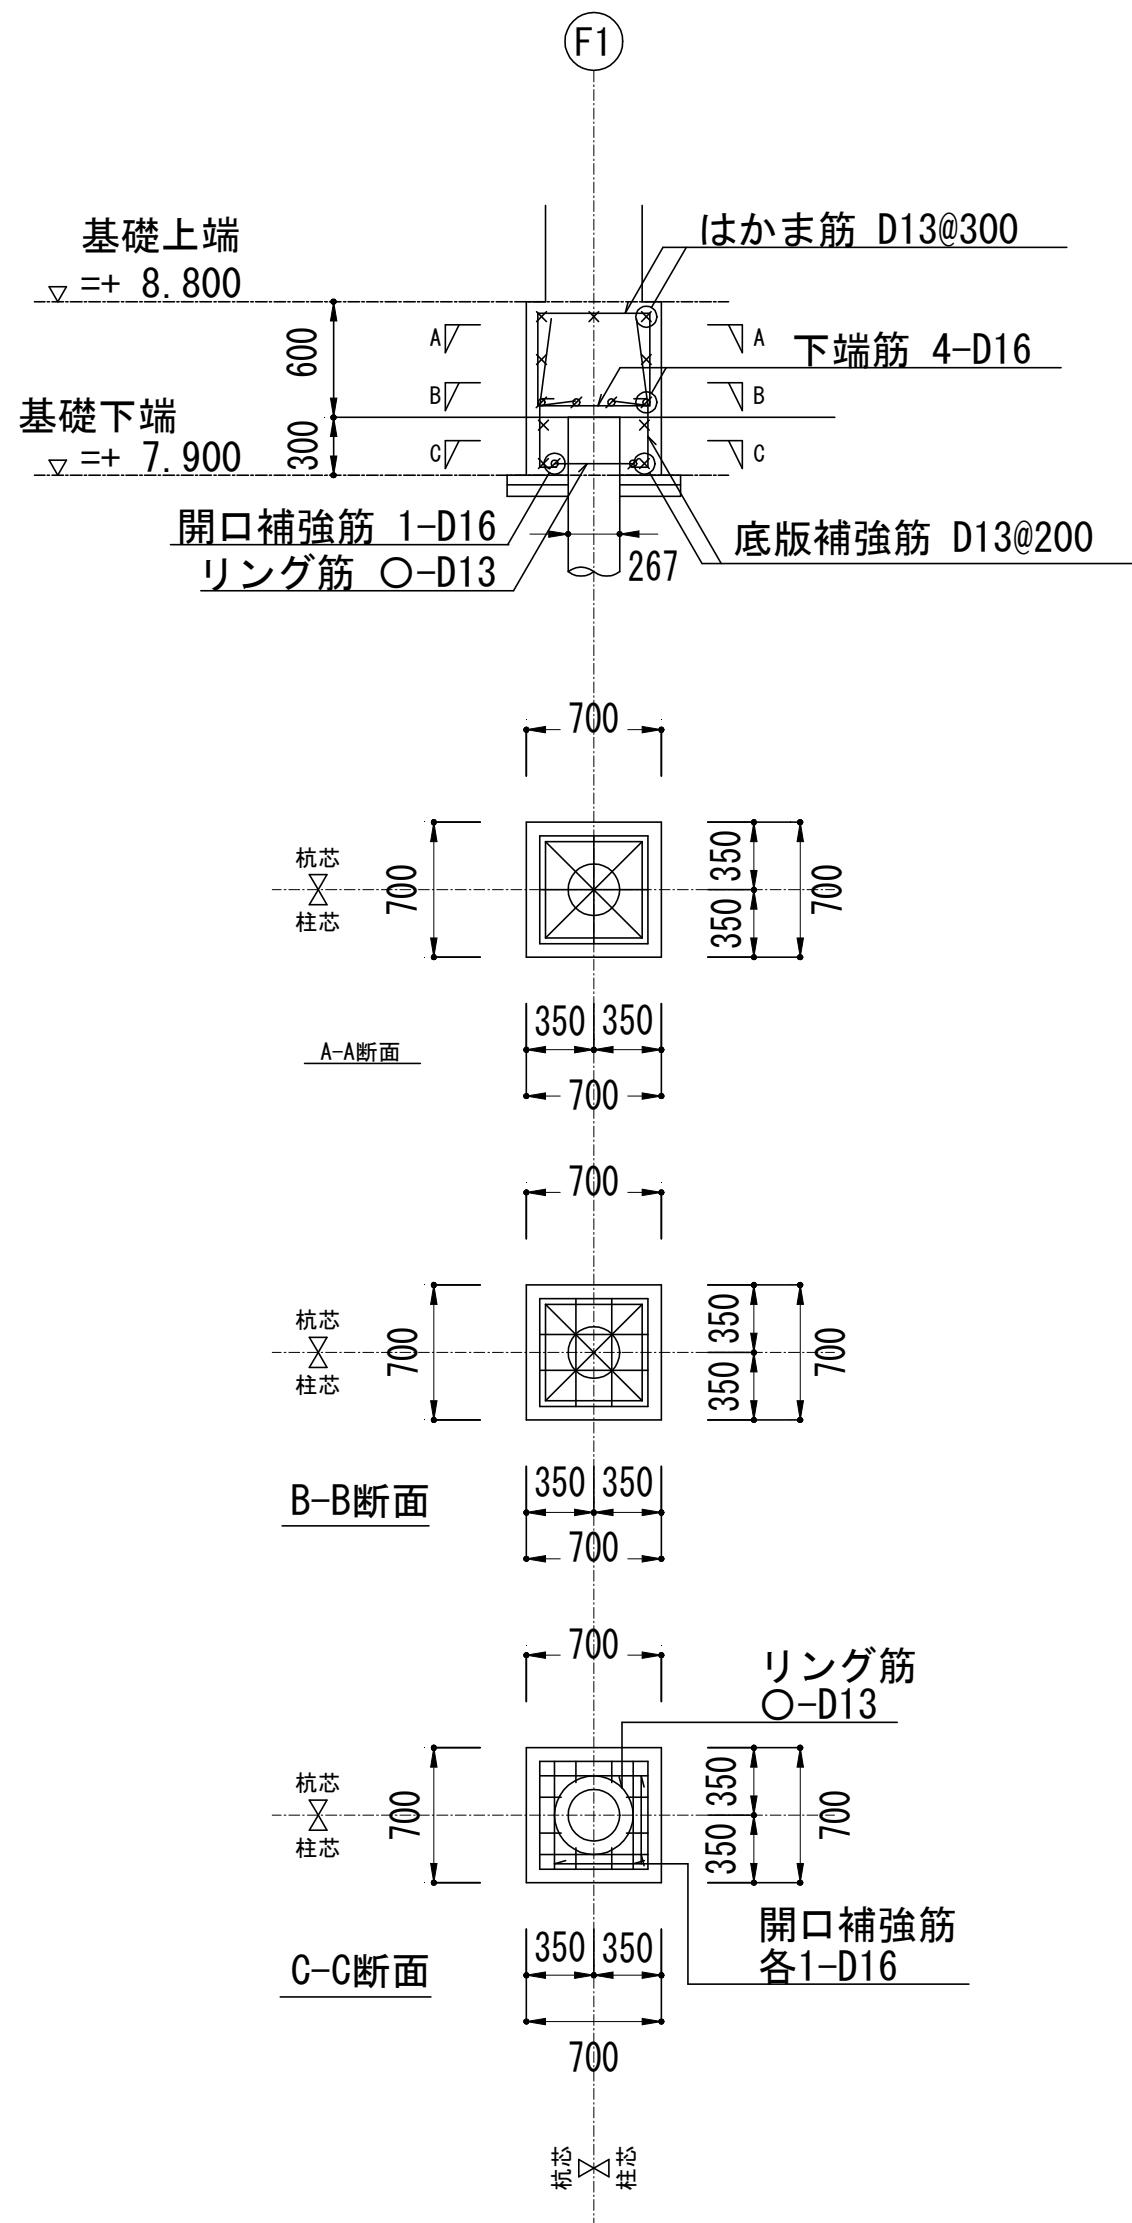 F1
基礎上端
=+ 8.800
はかま筋 D13@300
600
A
A
下端筋 4-D16
B
B
基礎下端
=+ 7.900
300
C
C
開口補強筋 1-D16
リング筋 〇-D13
267
底版補強筋 D13@200
700
杭芯
柱芯
700
350
350
700
350
350
A-A断面
700
700
杭芯
柱芯
700
350
350
700
350
350
B-B断面
700
700
リング筋
〇-D13
杭芯
柱芯
700
350
350
700
開口補強筋
各1-D16
350
350
C-C断面
700
杭芯
柱芯